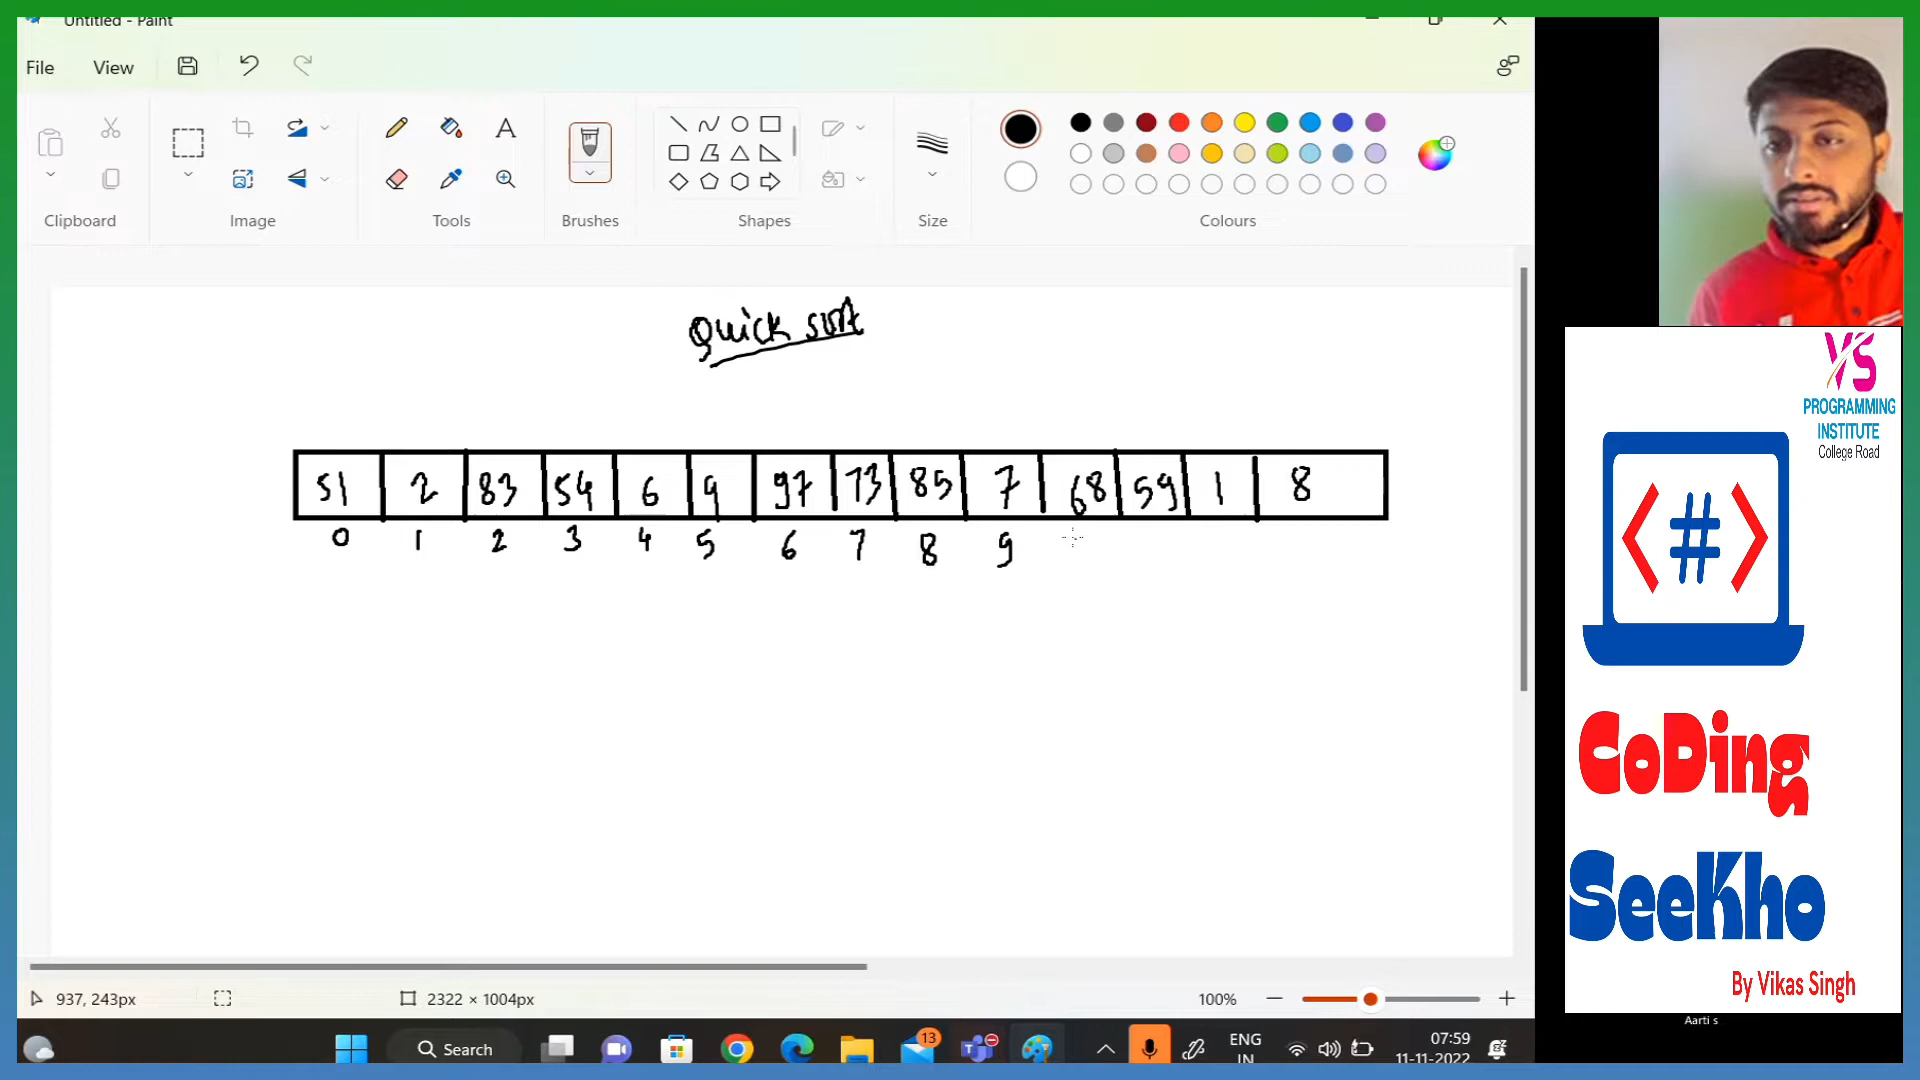 Untitled - Paint
File View
Clipboard Image Tools Brushes Shapes Size Colours
Quick sort
51 2 83 54 6 9 97 73 85 7 68 59 1 8
0 1 2 3 4 5 6 7 8 9
VS
PROGRAMMING
INSTITUTE
College Road
<#>
CoDing
SeeKho
By Vikas Singh
Aarti s
937, 243px 2322 × 1004px 100%
Search 13 ENG 07:59
IN 11-11-2022